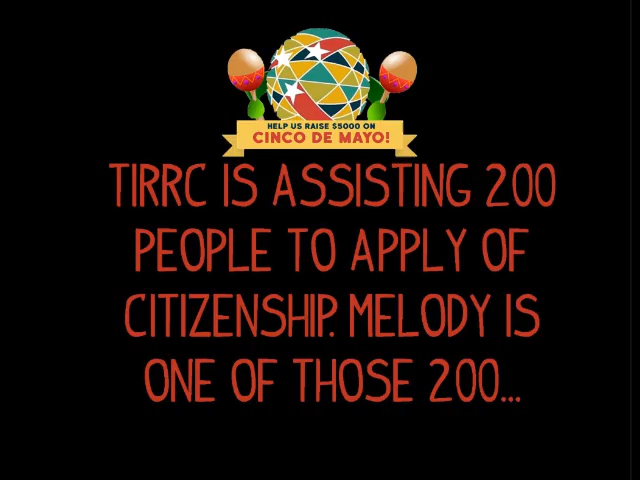 HELP US RAISE $5000 ON
CINCO DE MAYO!
TIRRC IS ASSISTING 200
PEOPLE TO APPLY OF
CITIZENSHIP. MELODY IS
ONE OF THOSE 200...